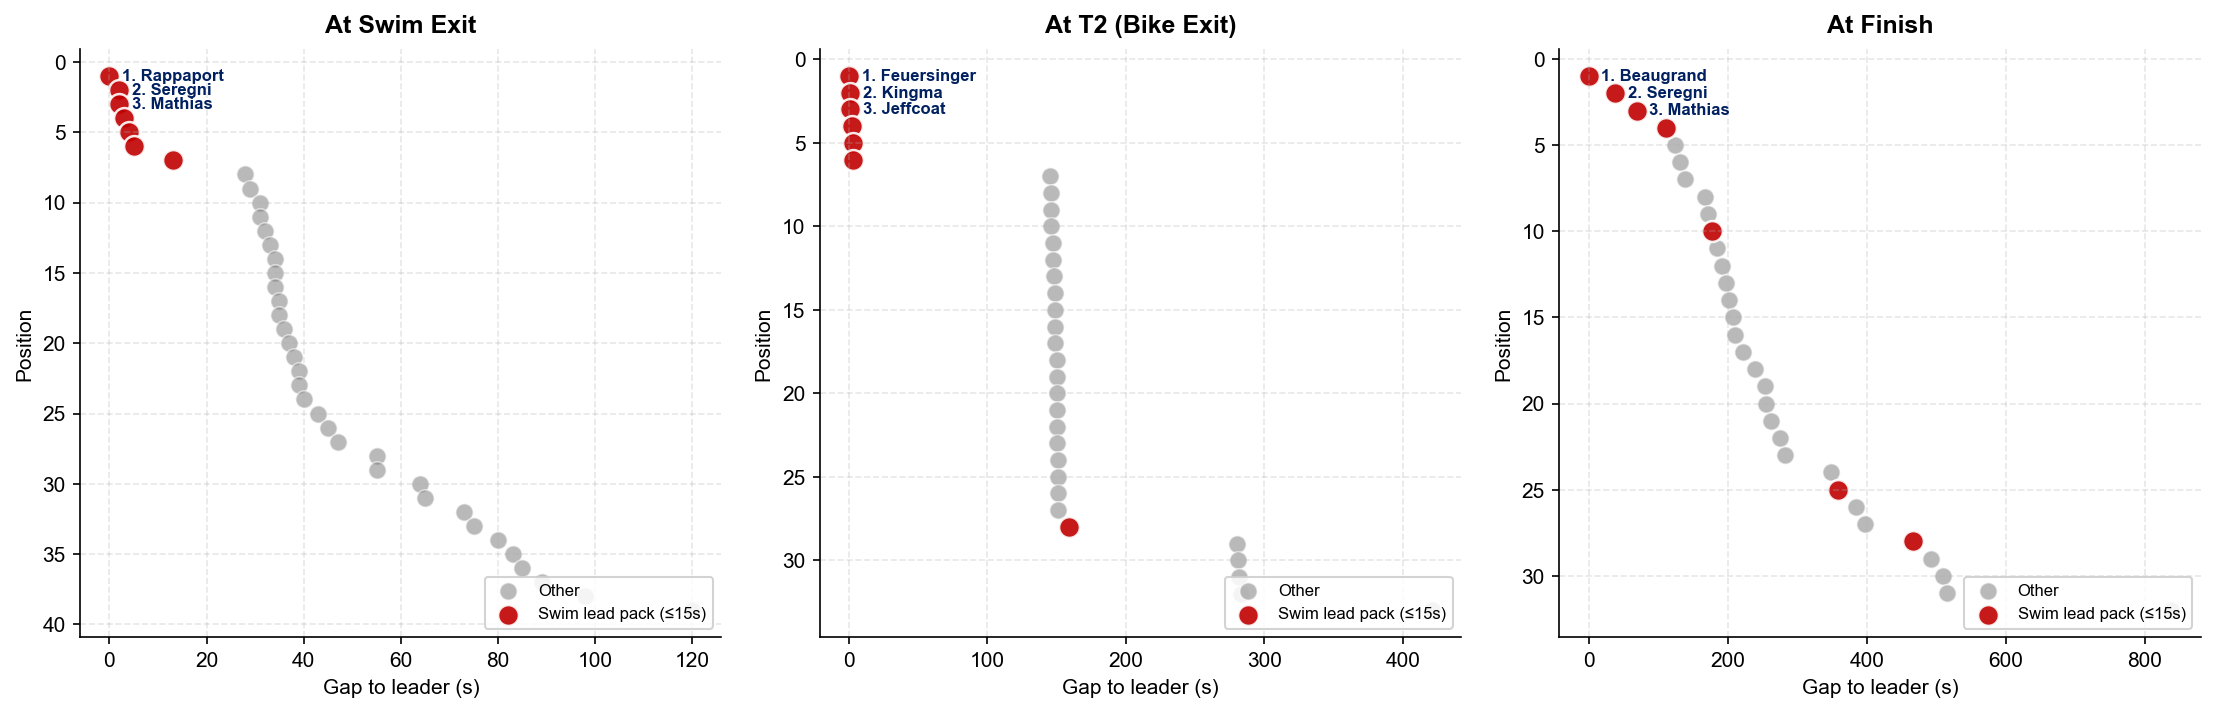 At Swim Exit
0
5
10
15
20
25
30
35
40
Position
1. Rappaport
2. Seregni
3. Mathias
Other
Swim lead pack (≤15s)
0 20 40 60 80 100 120
Gap to leader (s)
At T2 (Bike Exit)
0
5
10
15
20
25
30
Position
1. Feuersinger
2. Kingma
3. Jeffcoat
Other
Swim lead pack (≤15s)
0 100 200 300 400
Gap to leader (s)
At Finish
0
5
10
15
20
25
30
Position
1. Beaugrand
2. Seregni
3. Mathias
Other
Swim lead pack (≤15s)
0 200 400 600 800
Gap to leader (s)